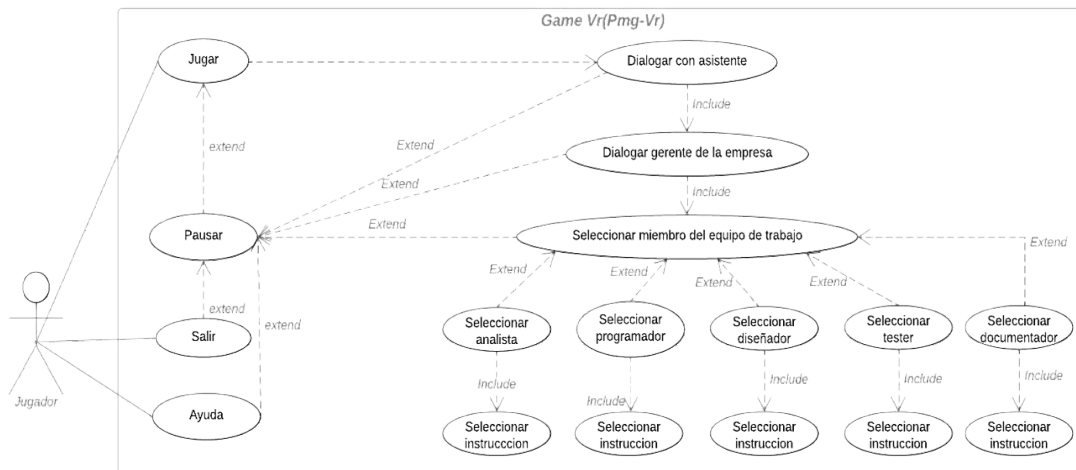 Game Vr(Pmg-Vr)
Jugar
Dialogar con asistente
Include
extend
Extend
Dialogar gerente de la empresa
Extend
Include
Pausar
Extend
Seleccionar miembro del equipo de trabajo
Extend
Extend
Extend
Extend
Extend
extend
extend
Salir
Seleccionar
analista
Seleccionar
programador
Seleccionar
diseñador
Seleccionar
tester
Seleccionar
documentador
Jugador
Include
Include
Include
Include
Include
Ayuda
Seleccionar
instrucccion
Seleccionar
instruccion
Seleccionar
instruccion
Seleccionar
instruccion
Seleccionar
instruccion